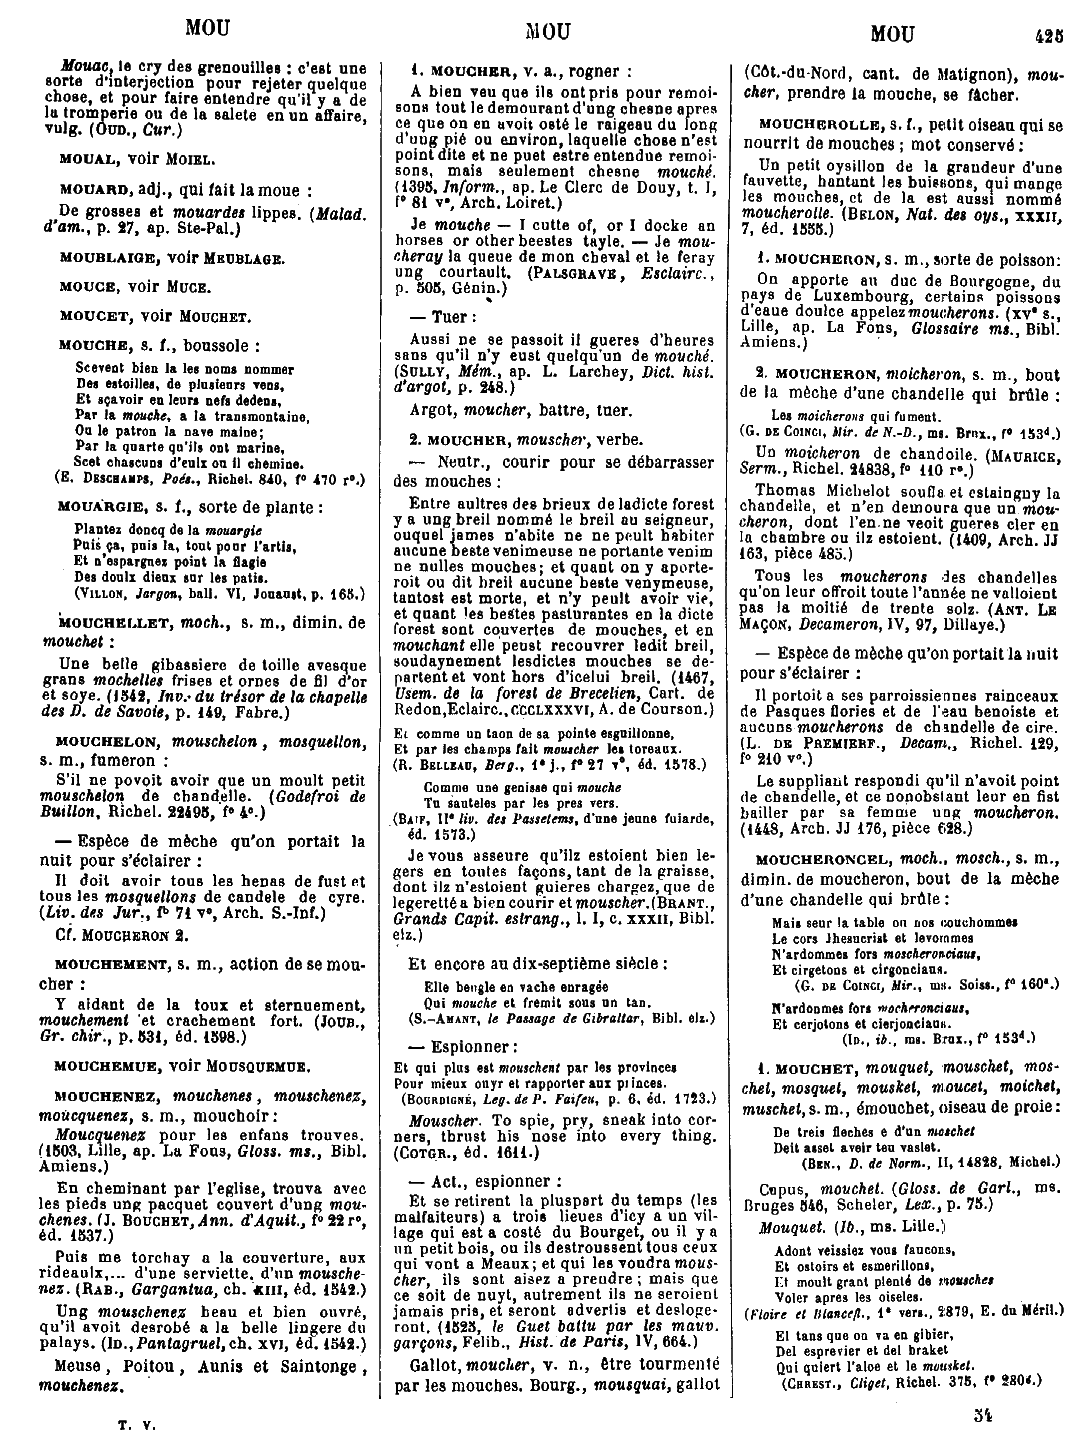 MOU
MOU
MOU
425
Mouac, le cry des grenouilles : c'est une
sorte d'interjection pour rejeter quelque
chose, et pour faire entendre qu'il y a de
la tromperie ou de la saleté en un affaire,
vulg. (OUD., Cur.)
MOUAL, voir MOIEL.
MOUARD, adj., qui fait la moue :
De grosses et mouardes lippes. (Malad.
d'am., p. 27, ap. Ste-Pal.)
MOUBLAIGE, voir MEUBLAGE.
MOUCE, voir MUCE.
MOUCET, voir MOUCHET.
MOUCHE, s. f., boussole :
Scevent bien la les noms nommer
Des estoilles, de plusieurs vens,
Et sçavoir en leurs nefs dedens,
Par la mouche, a la transmontaine,
Ou le patron la nave maine;
Par la quarte qu'ils ont marine,
Scet chascuns d'eulx ou il chemine.
(E. DESCHAMPS, Poés., Richel. 840, f° 470 r°.)
MOUARGIE, s. f., sorte de plante :
Plantez doncq de la mouargie
Puis ça, puis la, tout pour l'artis,
Et n'espargnez point la flagie
Des doulx dieux sur les patis.
(VILLON, Jargon, ball. VI, Jouaust, p. 165.)
MOUCHELLET, moch., s. m., dimin. de
mouchet :
Une belle gibassiere de toille avesque
grans mochelles frises et ornes de fil d'or
et soye. (1542, Inv. du trésor de la chapelle
des D. de Savoie, p. 149, Fabre.)
MOUCHELON, mouschelon, mosquellon,
s. m., fumeron :
S'il ne povoit avoir que un moult petit
mouschelon de chandelle. (Godefroi de
Buillon, Richel. 22495, f° 4°.)
— Espèce de mèche qu'on portait la
nuit pour s'éclairer :
Il doit avoir tous les henas de fust et
tous les mosquellons de candele de cyre.
(Liv. des Jur., f° 71 v°, Arch. S.-Inf.)
Cf. MOUCHERON 2.
MOUCHEMENT, s. m., action de se mou-
cher :
Y aidant de la toux et sternuement,
mouchement et crachement fort. (JOUB.,
Gr. chir., p. 531, éd. 1598.)
MOUCHEMUE, voir MOUSQUEMUE.
MOUCHENEZ, mouchenes, mouschenez,
moucquenez, s. m., mouchoir :
Moucquenez pour les enfans trouves.
(1503, Lille, ap. La Fons, Gloss. ms., Bibl.
Amiens.)
En cheminant par l'eglise, trouva avec
les pieds ung pacquet couvert d'ung mou-
chenes. (J. BOUCHET, Ann. d'Aquit., f° 22 r°,
éd. 1537.)
Puis me torchay a la couverture, aux
rideaulx,... d'une serviette, d'un mousche-
nez. (RAB., Gargantua, ch. XIII, éd. 1542.)
Ung mouschenez beau et bien ouvré,
qu'il avoit desrobé a la belle lingere du
palays. (ID., Pantagruel, ch. XVI, éd. 1542.)
Meuse, Poitou, Aunis et Saintonge,
mouchenez.
T. V.
1. MOUCHER, v. a., rogner :
A bien veu que ils ont pris pour remoi-
sons tout le demourant d'ung chesne apres
ce que on en avoit osté le raigeau du long
d'ung pié ou environ, laquelle chose n'est
point dite et ne puet estre entendue remoi-
sons, mais seulement chesne mouché.
(1395, Inform., ap. Le Clerc de Douy, t. I,
f° 81 v°, Arch. Loiret.)
Je mouche — I cutte of, or I docke an
horses or other beestes tayle. — Je mou-
cheray la queue de mon cheval et le feray
ung courtault. (PALSGRAVE, Esclairc.,
p. 505, Génin.)
— Tuer :
Aussi ne se passoit il gueres d'heures
sans qu'il n'y eust quelqu'un de mouché.
(SULLY, Mém., ap. L. Larchey, Dict. hist.
d'argot, p. 248.)
Argot, moucher, battre, tuer.
2. MOUCHER, mouscher, verbe.
— Neutr., courir pour se débarrasser
des mouches :
Entre aultres des brieux de ladicte forest
y a ung breil nommé le breil au seigneur,
ouquel james n'abite ne ne peult habiter
aucune beste venimeuse ne portante venim
ne nulles mouches; et quant on y aporte-
roit ou dit breil aucune beste venymeuse,
tantost est morte, et n'y peult avoir vie,
et quant les bestes pasturantes en la dicte
forest sont couvertes de mouches, et en
mouchant elle peust recouvrer ledit breil,
soudaynement lesdictes mouches se de-
partent et vont hors d'icelui breil. (1467,
Usem. de la forest de Brecelien, Cart. de
Redon, Eclairc., CCCLXXXVI, A. de Courson.)
Et comme un taon de sa pointe esguillonne,
Et par les champs fait mouscher les toreaux.
(R. BELLEAU, Berg., 1° j., f° 27 v°, éd. 1578.)
Comme une genisse qui mouche
Tu sauteles par les pres vers.
(BAIF, II° liv. des Passetems, d'une jeune fuiarde,
éd. 1573.)
Je vous asseure qu'ilz estoient bien le-
gers en toutes façons, tant de la graisse,
dont ilz n'estoient guieres chargez, que de
legereté a bien courir et mouscher. (BRANT.,
Grands Capit. estrang., l. I, c. XXXII, Bibl.
elz.)
Et encore au dix-septième siècle :
Elle beugle en vache enragée
Qui mouche et fremit sous un tan.
(S.-AMANT, le Passage de Gibraltar, Bibl. elz.)
— Espionner :
Et qui plus est mouschent par les provinces
Pour mieux ouyr et rapporter aux princes.
(BOURDIGNÉ, Leg. de P. Faifeu, p. 6, éd. 1723.)
Mouscher. To spie, pry, sneak into cor-
ners, thrust his nose into every thing.
(COTGR., éd. 1611.)
— Act., espionner :
Et se retirent la pluspart du temps (les
malfaiteurs) a trois lieues d'icy a un vil-
lage qui est a costé du Bourget, ou il y a
un petit bois, ou ils destroussent tous ceux
qui vont a Meaux; et qui les voudra mous-
cher, ils sont aisez a prendre; mais que
ce soit de nuyt, autrement ils ne seroient
jamais pris, et seront advertis et desloge-
ront. (1525, le Guet battu par les mauv.
garçons, Felib., Hist. de Paris, IV, 664.)
Gallot, moucher, v. n., être tourmenté
par les mouches. Bourg., mousquai, gallot
(Côt.-du-Nord, cant. de Matignon), mou-
cher, prendre la mouche, se fâcher.
MOUCHEROLLE, s. f., petit oiseau qui se
nourrit de mouches; mot conservé :
Un petit oysillon de la grandeur d'une
fauvette, hantant les buissons, qui mange
les mouches, et de la est aussi nommé
moucherolle. (BELON, Nat. des oys., XXXII,
7, éd. 1555.)
1. MOUCHERON, s. m., sorte de poisson:
On apporte au duc de Bourgogne, du
pays de Luxembourg, certains poissons
d'eaue doulce appelez moucherons. (XV° s.,
Lille, ap. La Fons, Glossaire ms., Bibl.
Amiens.)
2. MOUCHERON, moicheron, s. m., bout
de la mèche d'une chandelle qui brûle :
Les moicherons qui fument.
(G. DE COINCI, Mir. de N.-D., ms. Brux., f° 153d.)
Un moicheron de chandoile. (MAURICE,
Serm., Richel. 24838, f° 110 r°.)
Thomas Michelot soufla et estainguy la
chandelle, et n'en demoura que un mou-
cheron, dont l'en ne veoit gueres cler en
la chambre ou ilz estoient. (1409, Arch. JJ
163, pièce 485.)
Tous les moucherons des chandelles
qu'on leur offroit toute l'année ne valloient
pas la moitié de trente solz. (ANT. LE
MAÇON, Decameron, IV, 97, Dillaye.)
— Espèce de mèche qu'on portait la nuit
pour s'éclairer :
Il portoit a ses parroissiennes rainceaux
de Pasques flories et de l'eau benoiste et
aucuns moucherons de chandelle de cire.
(L. DE PREMIERF., Decam., Richel. 129,
f° 210 v°.)
Le suppliant respondi qu'il n'avoit point
de chandelle, et ce nonobstant leur en fist
bailler par sa femme ung moucheron.
(1448, Arch. JJ 176, pièce 628.)
MOUCHERONCEL, moch., mosch., s. m.,
dimin. de moucheron, bout de la mèche
d'une chandelle qui brûle :
Mais seur la table ou nos couchommes
Le cors Jhesucrist et levommes
N'ardommes fors moscheronciaus,
Et cirgetons et cirgonciaus.
(G. DE COINCI, Mir., ms. Soiss., f° 160a.)
N'ardonmes fors mocherronciaus,
Et cerjotons et cierjonciaus.
(ID., ib., ms. Brux., f° 153d.)
1. MOUCHET, mouquet, mouschet, mos-
chet, mosquet, mousket, moucet, moichet,
muschet, s. m., émouchet, oiseau de proie :
De treis fleches e d'un moschet
Deit asset aveir tou vaslet.
(BEN., D. de Norm., II, 14828, Michel.)
Capus, mouchet. (Gloss. de Garl., ms.
Bruges 546, Scheler, Lex., p. 75.)
Mouquet. (Ib., ms. Lille.)
Adont veissiez vous faucons,
Et ostoirs et esmerillons,
Et moult grant plenté de mousches
Voler apres les oiseles.
(Floire et Blancefl., 1° vers., 2879, E. du Méril.)
El tans que on va en gibier,
Del esprevier et del braket
Qui quiert l'aloe et le mousket.
(CHREST., Cliget, Richel. 375, f° 280d.)
34